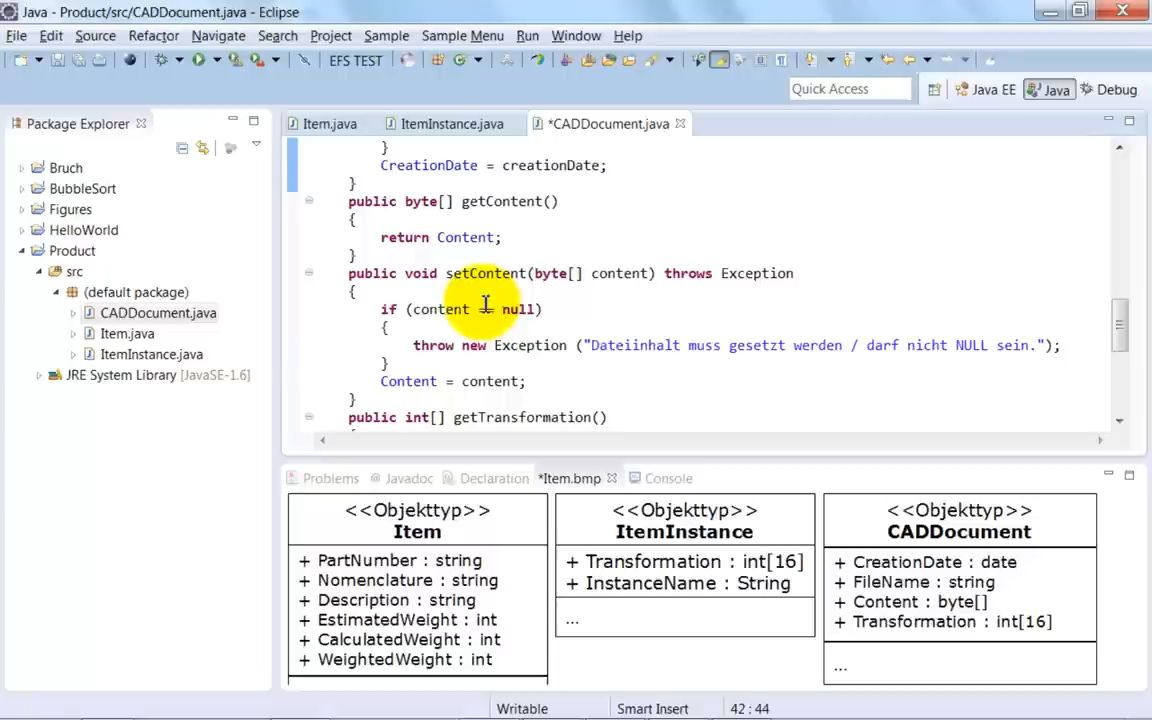 Java - Product/src/CADDocument.java - Eclipse
File Edit Source Refactor Navigate Search Project Sample Sample Menu Run Window Help
EFS TEST
Quick Access
Java EE
Java
Debug
Package Explorer
Bruch
BubbleSort
Figures
HelloWorld
Product
src
(default package)
CADDocument.java
Item.java
ItemInstance.java
JRE System Library [JavaSE-1.6]
Item.java
ItemInstance.java
*CADDocument.java
}
CreationDate = creationDate;
}
public byte[] getContent()
{
return Content;
}
public void setContent(byte[] content) throws Exception
{
if (content == null)
{
throw new Exception ("Dateiinhalt muss gesetzt werden / darf nicht NULL sein.");
}
Content = content;
}
public int[] getTransformation()
Problems
Javadoc
Declaration
*Item.bmp
Console
<<Objekttyp>>
Item
+ PartNumber : string
+ Nomenclature : string
+ Description : string
+ EstimatedWeight : int
+ CalculatedWeight : int
+ WeightedWeight : int
<<Objekttyp>>
ItemInstance
+ Transformation : int[16]
+ InstanceName : String
...
<<Objekttyp>>
CADDocument
+ CreationDate : date
+ FileName : string
+ Content : byte[]
+ Transformation : int[16]
...
Writable
Smart Insert
42 : 44